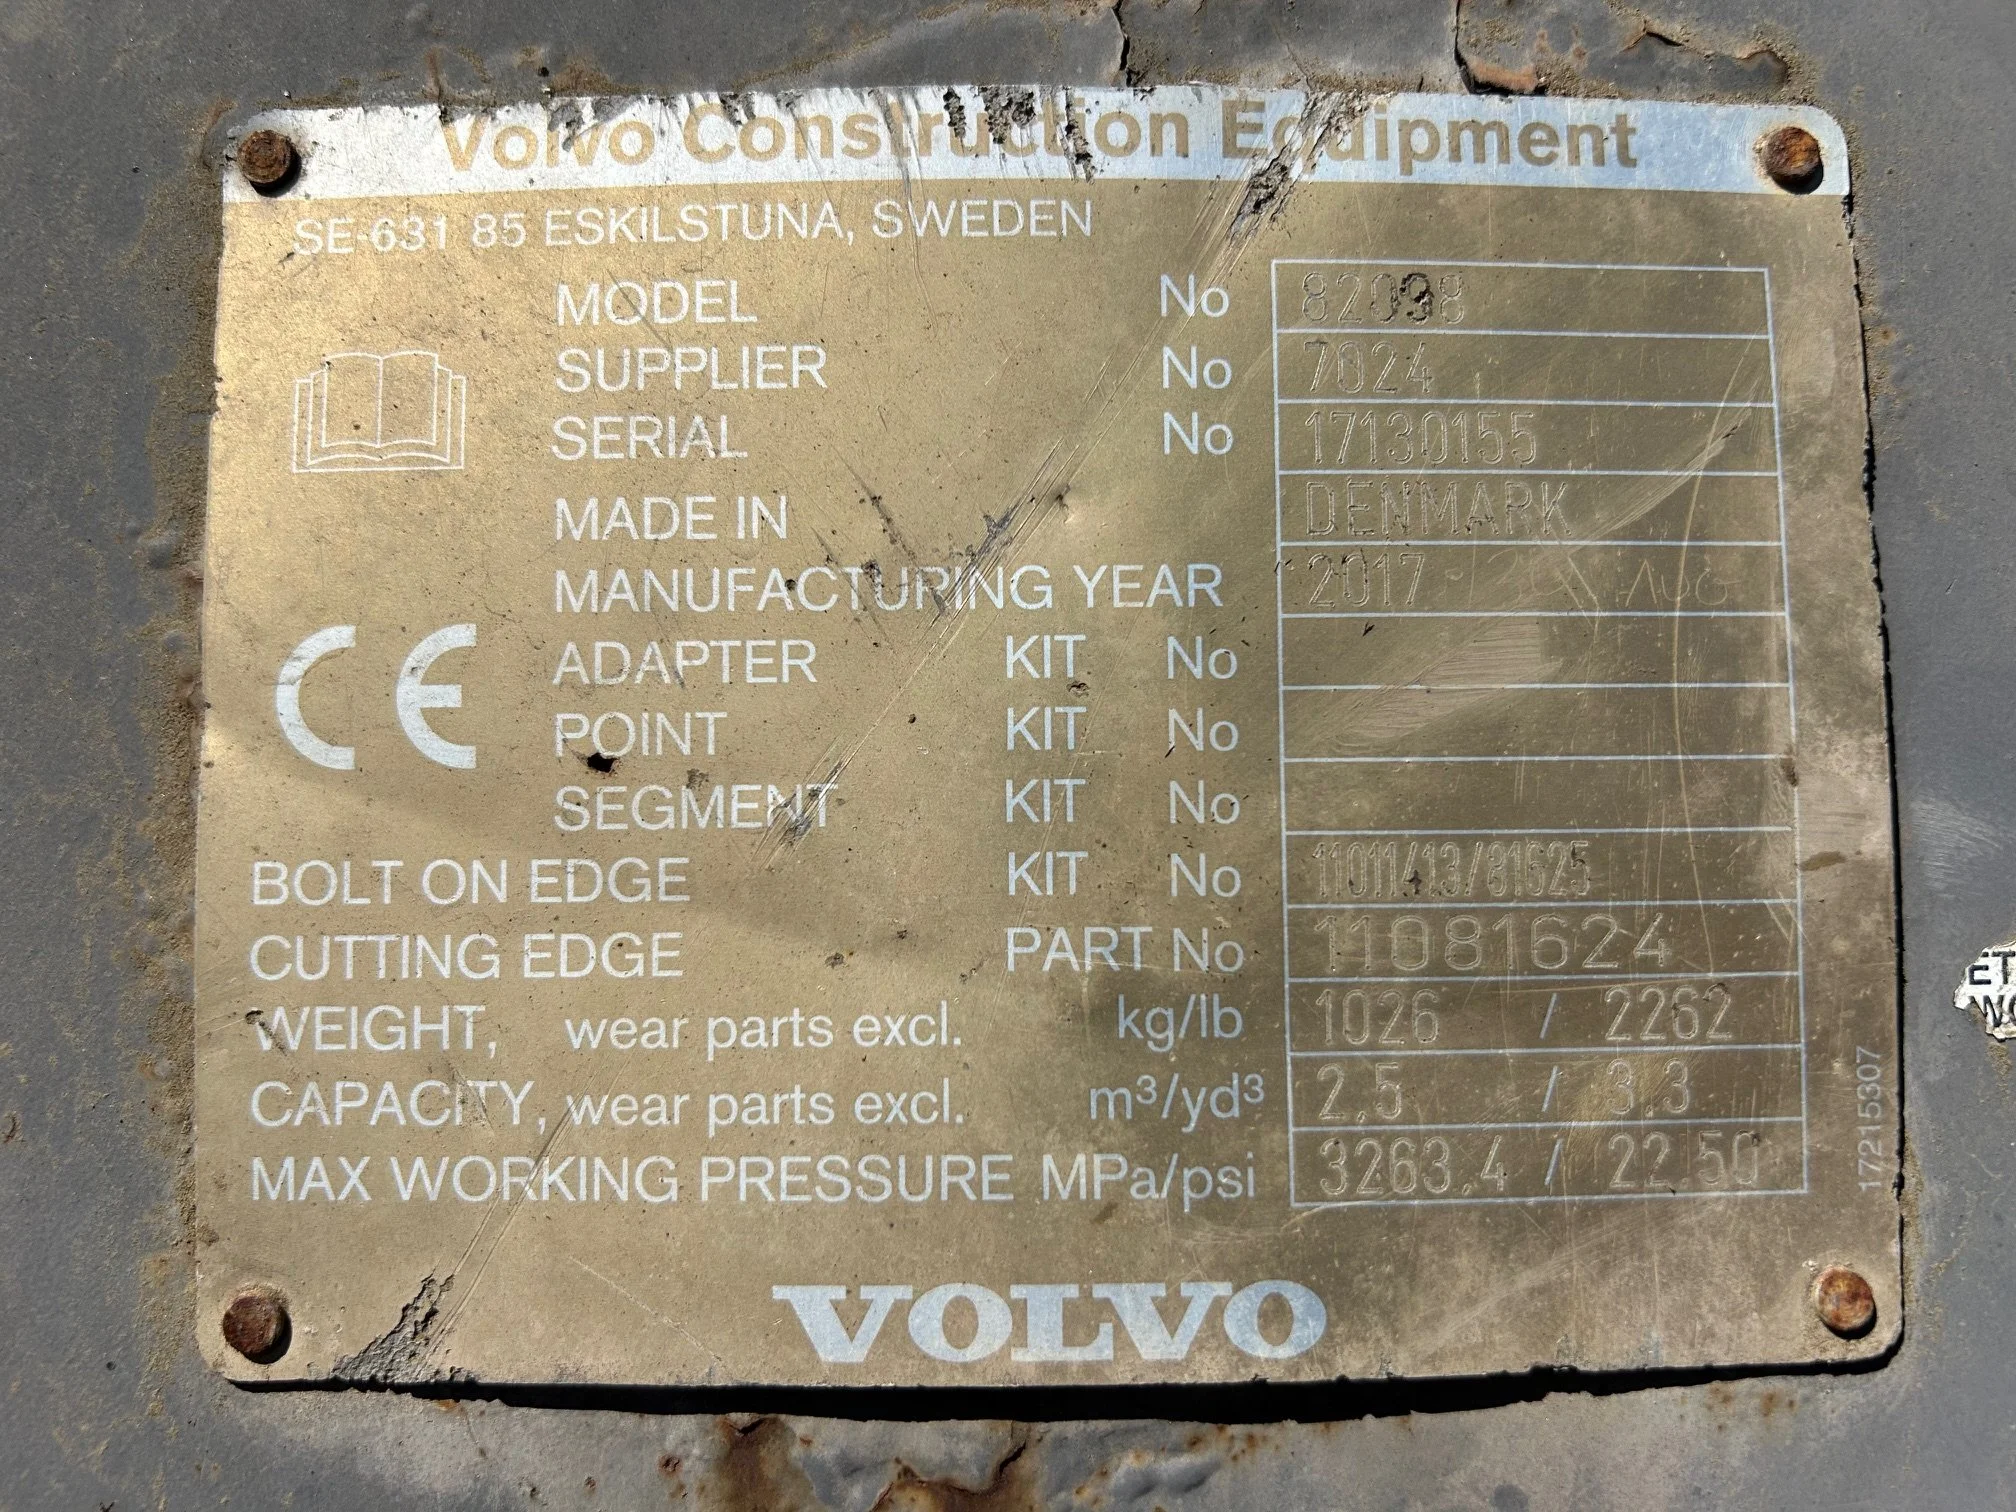 Volvo Construction Equipment
SE-631 85 ESKILSTUNA, SWEDEN
MODEL No 82098
SUPPLIER No 7024
SERIAL No 17130155
MADE IN DENMARK
MANUFACTURING YEAR 2017
CE
ADAPTER KIT No
POINT KIT No
SEGMENT KIT No
BOLT ON EDGE KIT No 11011413/81625
CUTTING EDGE PART No 11081624
WEIGHT, wear parts excl. kg/lb 1026 / 2262
CAPACITY, wear parts excl. m³/yd³ 2.5 / 3.3
MAX WORKING PRESSURE MPa/psi 3263.4 / 22.50
17215307
VOLVO